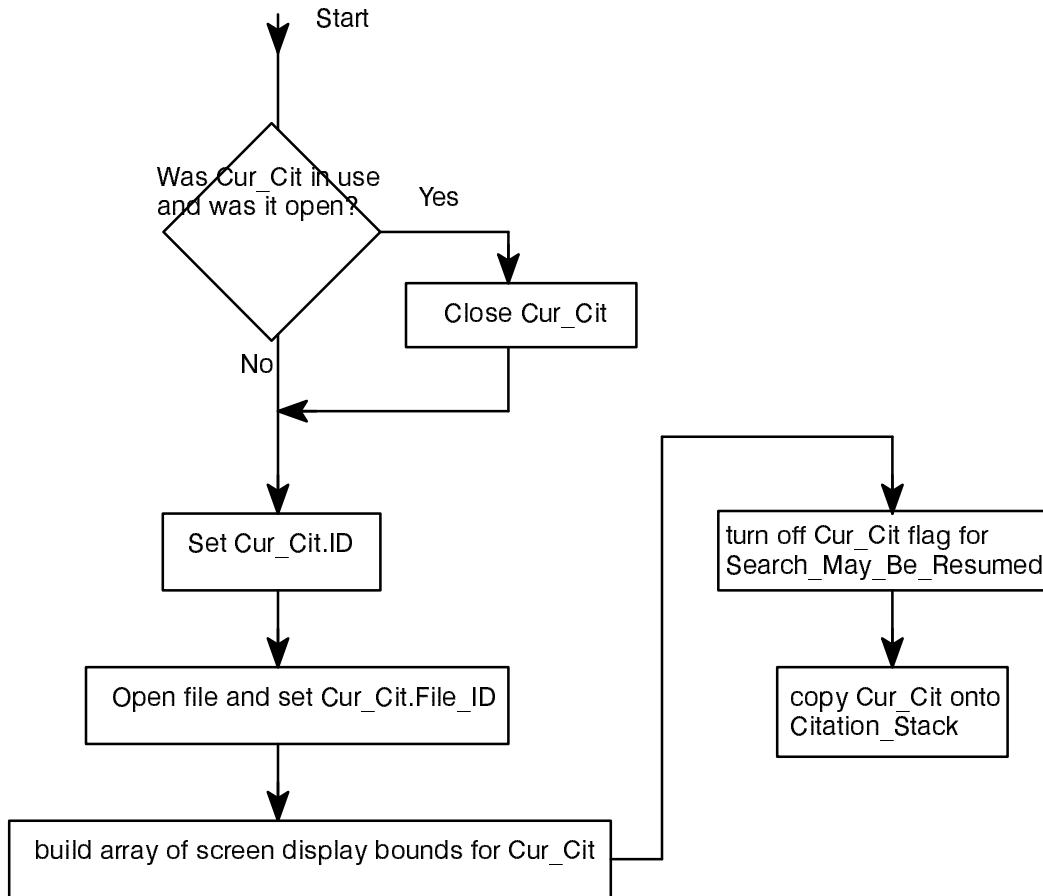 Start
Was Cur_Cit in use
and was it open?
Yes
Close Cur_Cit
No
Set Cur_Cit.ID
Open file and set Cur_Cit.File_ID
build array of screen display bounds for Cur_Cit
turn off Cur_Cit flag for
Search_May_Be_Resumed
copy Cur_Cit onto
Citation_Stack